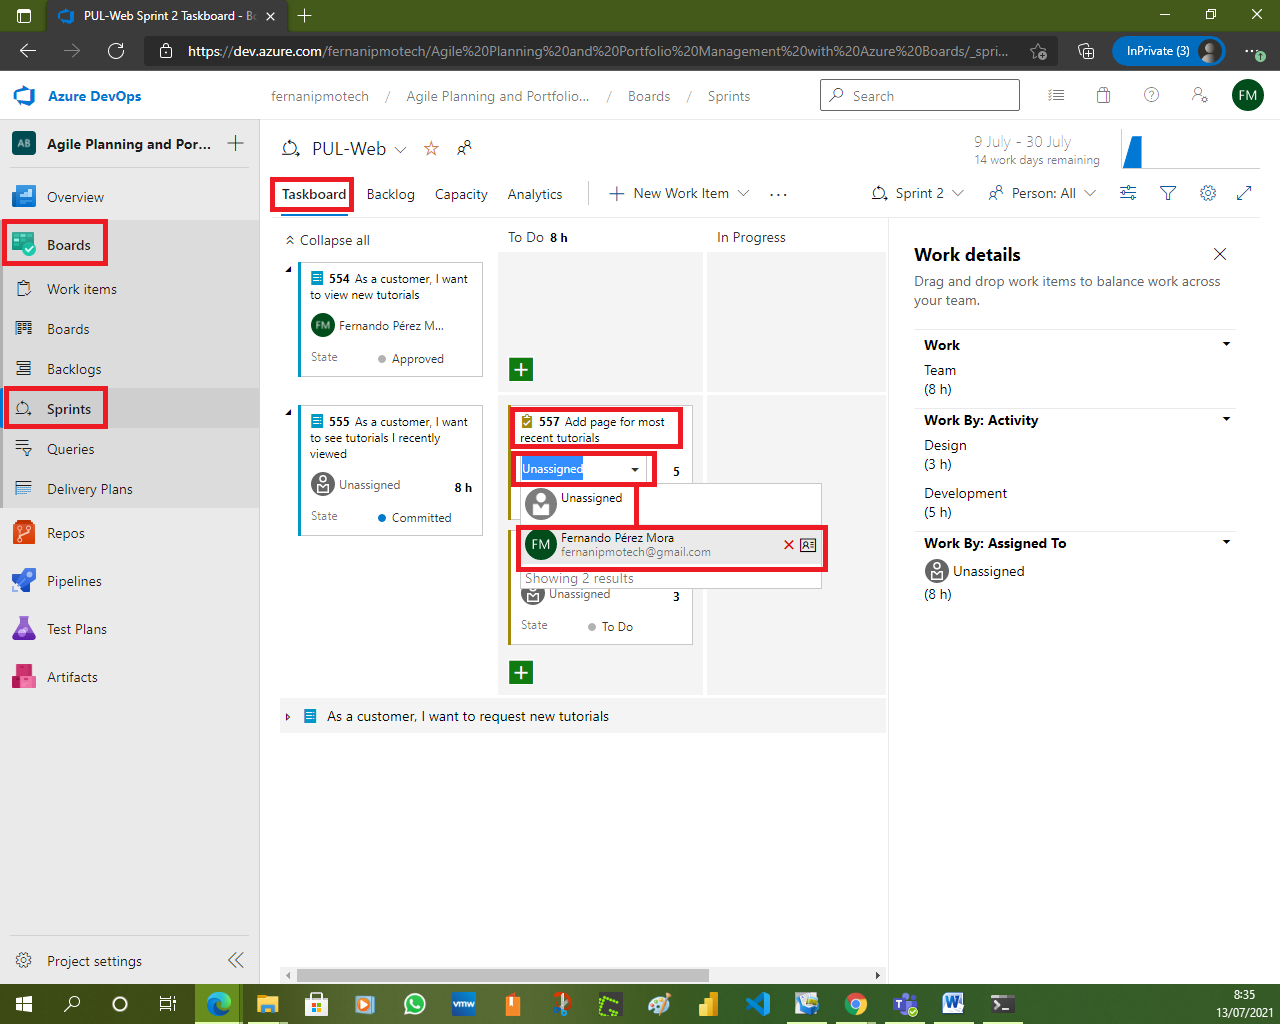 PUL-Web Sprint 2 Taskboard - Bo
https://dev.azure.com/fernanipmotech/Agile%20Planning%20and%20Portfolio%20Management%20with%20Azure%20Boards/_spri...
InPrivate (3)
Azure DevOps
fernanipmotech / Agile Planning and Portfolio... / Boards / Sprints
Search
FM
AB Agile Planning and Por...
Overview
Boards
Work items
Boards
Backlogs
Sprints
Queries
Delivery Plans
Repos
Pipelines
Test Plans
Artifacts
Project settings
PUL-Web
9 July - 30 July
14 work days remaining
Taskboard Backlog Capacity Analytics New Work Item ... Sprint 2 Person: All
Collapse all
To Do 8 h
In Progress
554 As a customer, I want
to view new tutorials
FM Fernando Pérez M...
State Approved
555 As a customer, I want
to see tutorials I recently
viewed
Unassigned 8 h
State Committed
557 Add page for most
recent tutorials
Unassigned 5
Unassigned
FM Fernando Pérez Mora
fernanipmotech@gmail.com
Showing 2 results
Unassigned 3
State To Do
As a customer, I want to request new tutorials
Work details
Drag and drop work items to balance work across
your team.
Work
Team
(8 h)
Work By: Activity
Design
(3 h)
Development
(5 h)
Work By: Assigned To
Unassigned
(8 h)
vmw
8:35
13/07/2021